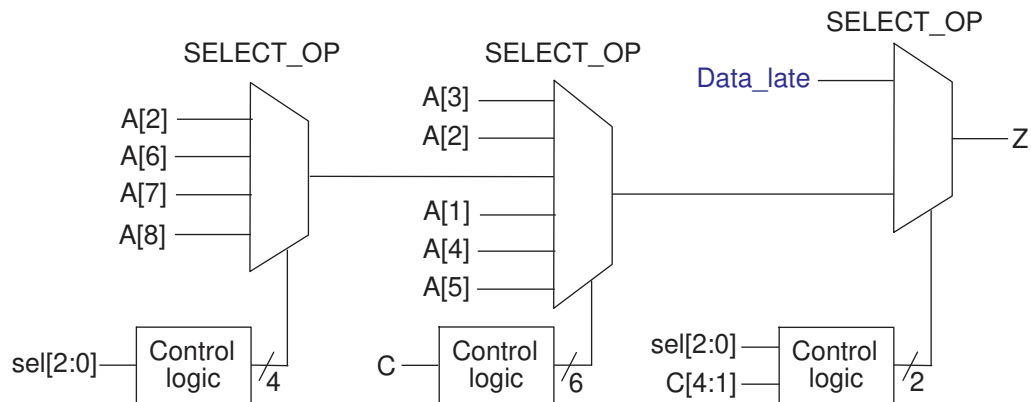 SELECT_OP
SELECT_OP
SELECT_OP
Data_late
A[3]
A[2]
A[2]
Z
A[6]
A[7]
A[1]
A[8]
A[4]
A[5]
sel[2:0]
Control
logic
4
C
Control
logic
6
sel[2:0]
C[4:1]
Control
logic
2